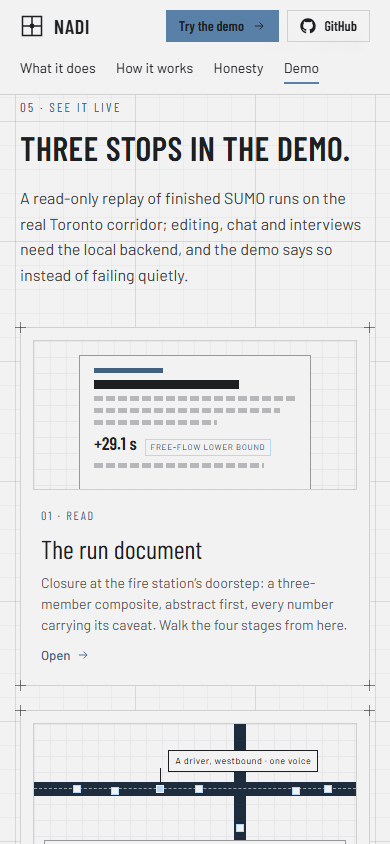 NADI
Try the demo →
GitHub
What it does
How it works
Honesty
Demo
05 · SEE IT LIVE
THREE STOPS IN THE DEMO.
A read-only replay of finished SUMO runs on the
real Toronto corridor; editing, chat and interviews
need the local backend, and the demo says so
instead of failing quietly.
+29.1 s
FREE-FLOW LOWER BOUND
01 · READ
The run document
Closure at the fire station's doorstep: a three-
member composite, abstract first, every number
carrying its caveat. Walk the four stages from here.
Open →
A driver, westbound · one voice